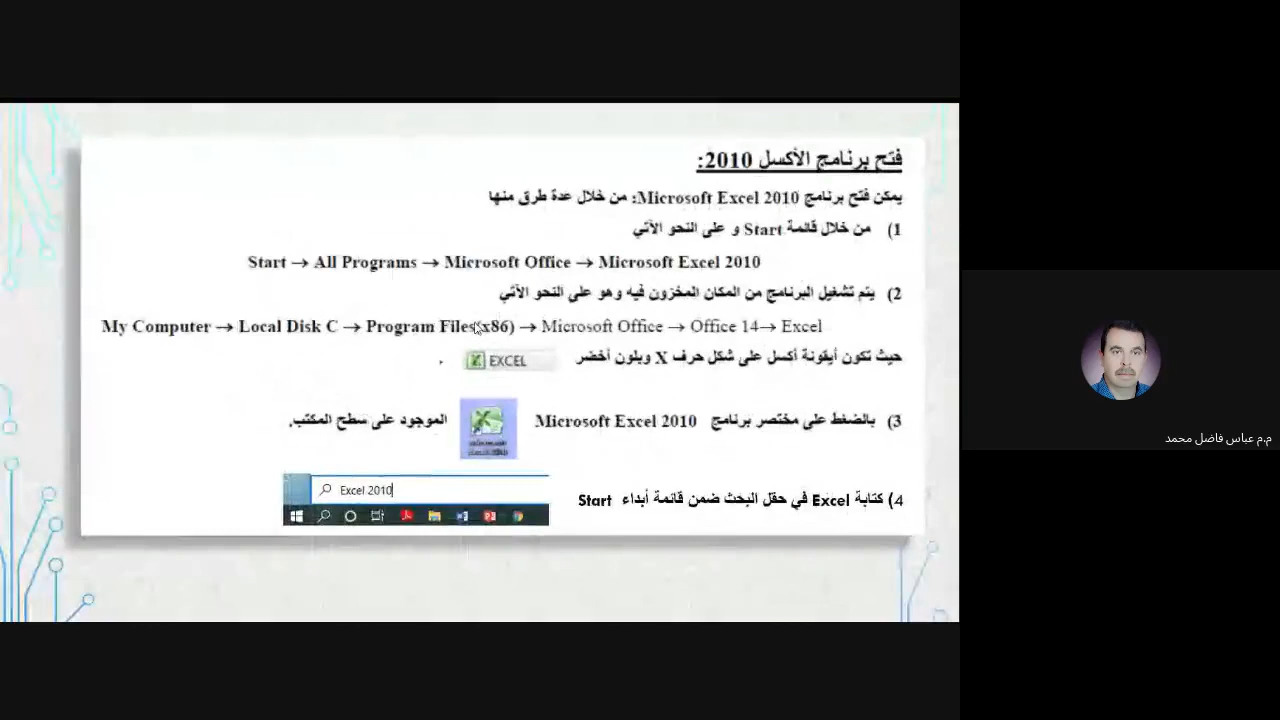 فتح برنامج الأكسل 2010:
يمكن فتح برنامج Microsoft Excel 2010: من خلال عدة طرق منها
1) من خلال قائمة Start و على النحو الآتي
Start → All Programs → Microsoft Office → Microsoft Excel 2010
2) يتم تشغيل البرنامج من المكان المخزون فيه وهو على النحو الآتي
My Computer → Local Disk C → Program Files(x86) → Microsoft Office → Office 14→ Excel
حيث تكون أيقونة أكسل على شكل حرف X وبلون أخضر EXCEL .
3) بالضغط على مختصر برنامج Microsoft Excel 2010 الموجود على سطح المكتب.
4) كتابة Excel في حقل البحث ضمن قائمة أبداء Start
Excel 2010
م.م عباس فاضل محمد